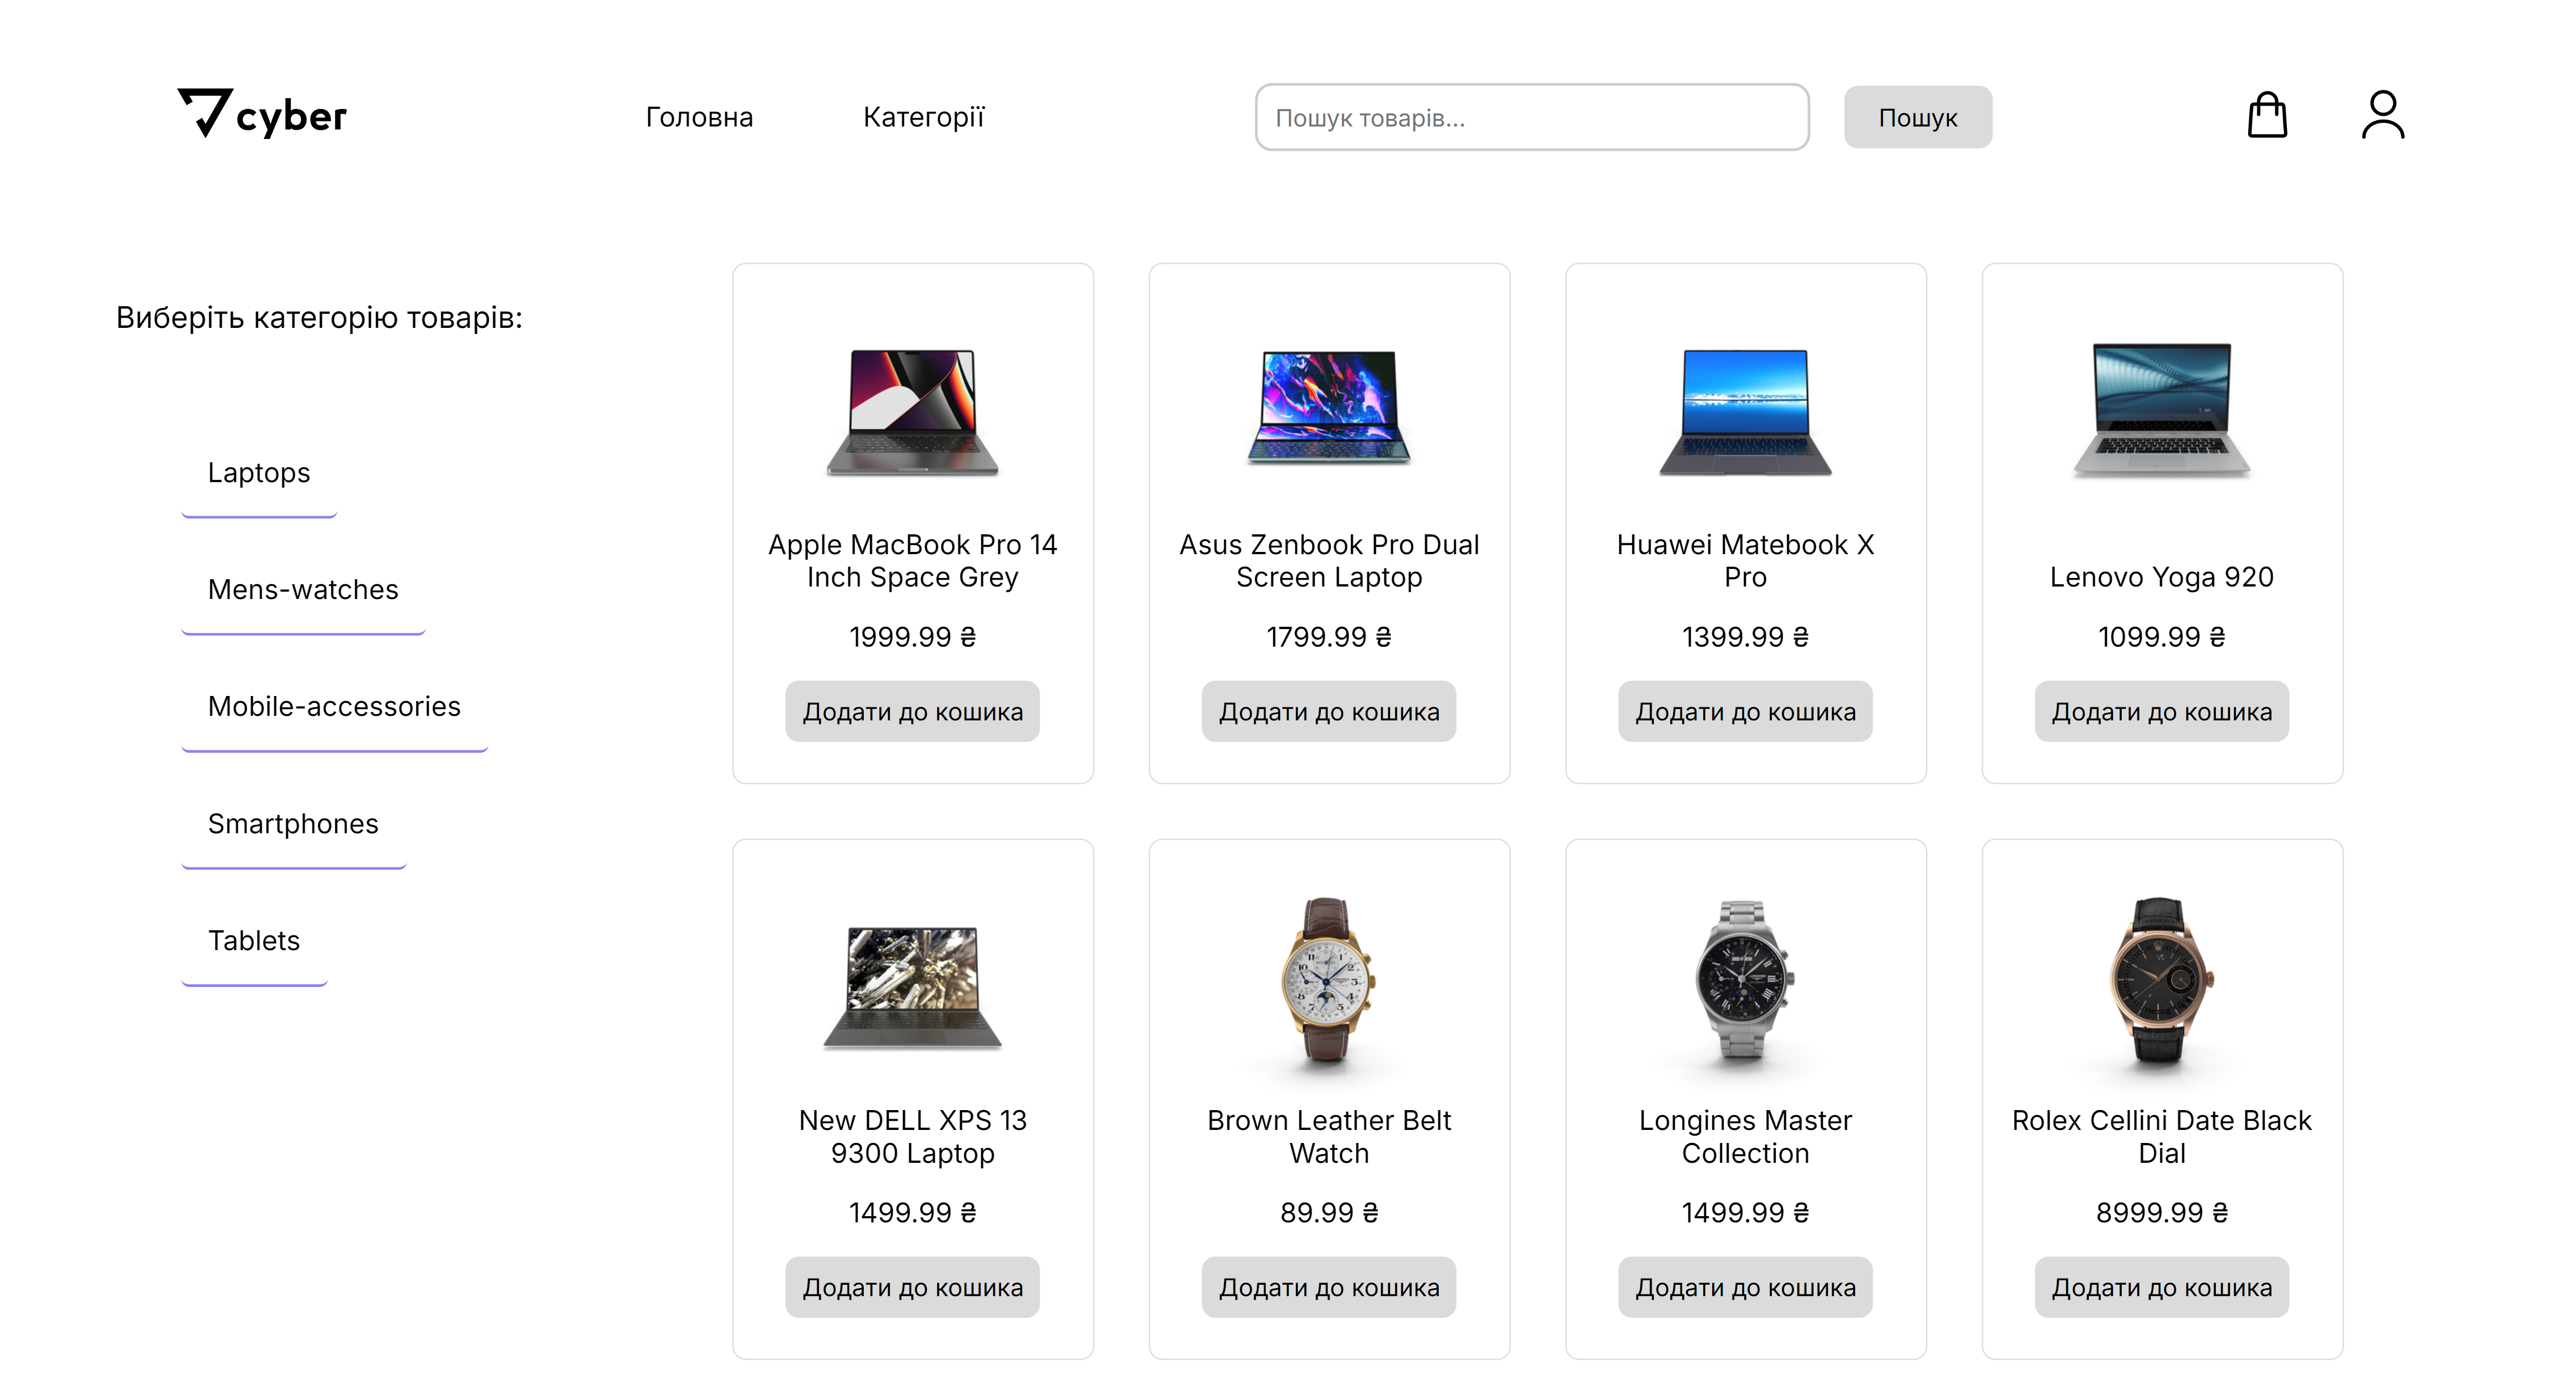 cyber
Головна
Категорії
Пошук товарів...
Пошук
Виберіть категорію товарів:
Laptops
Mens-watches
Mobile-accessories
Smartphones
Tablets
Apple MacBook Pro 14
Inch Space Grey
1999.99 ₴
Додати до кошика
Asus Zenbook Pro Dual
Screen Laptop
1799.99 ₴
Додати до кошика
Huawei Matebook X
Pro
1399.99 ₴
Додати до кошика
Lenovo Yoga 920
1099.99 ₴
Додати до кошика
New DELL XPS 13
9300 Laptop
1499.99 ₴
Додати до кошика
Brown Leather Belt
Watch
89.99 ₴
Додати до кошика
Longines Master
Collection
1499.99 ₴
Додати до кошика
Rolex Cellini Date Black
Dial
8999.99 ₴
Додати до кошика